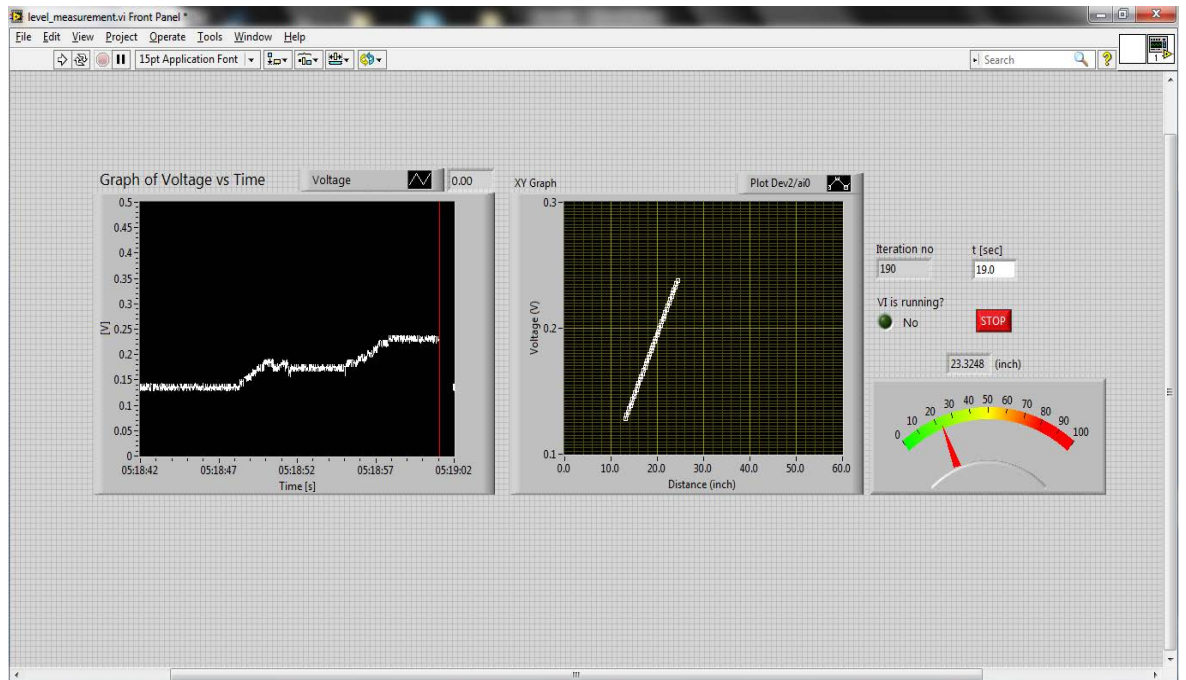 level_measurement.vi Front Panel *
File Edit View Project Operate Tools Window Help
15pt Application Font
Search
1
Graph of Voltage vs Time
Voltage
0.00
[V]
0.5
0.45
0.4
0.35
0.3
0.25
0.2
0.15
0.1
0.05
0
05:18:42 05:18:47 05:18:52 05:18:57 05:19:02
Time [s]
XY Graph
Plot Dev2/ai0
Voltage (V)
0.3
0.2
0.1
0.0 10.0 20.0 30.0 40.0 50.0 60.0
Distance (inch)
Iteration no t [sec]
190 19.0
VI is running?
No STOP
23.3248 (inch)
0 10 20 30 40 50 60 70 80 90 100